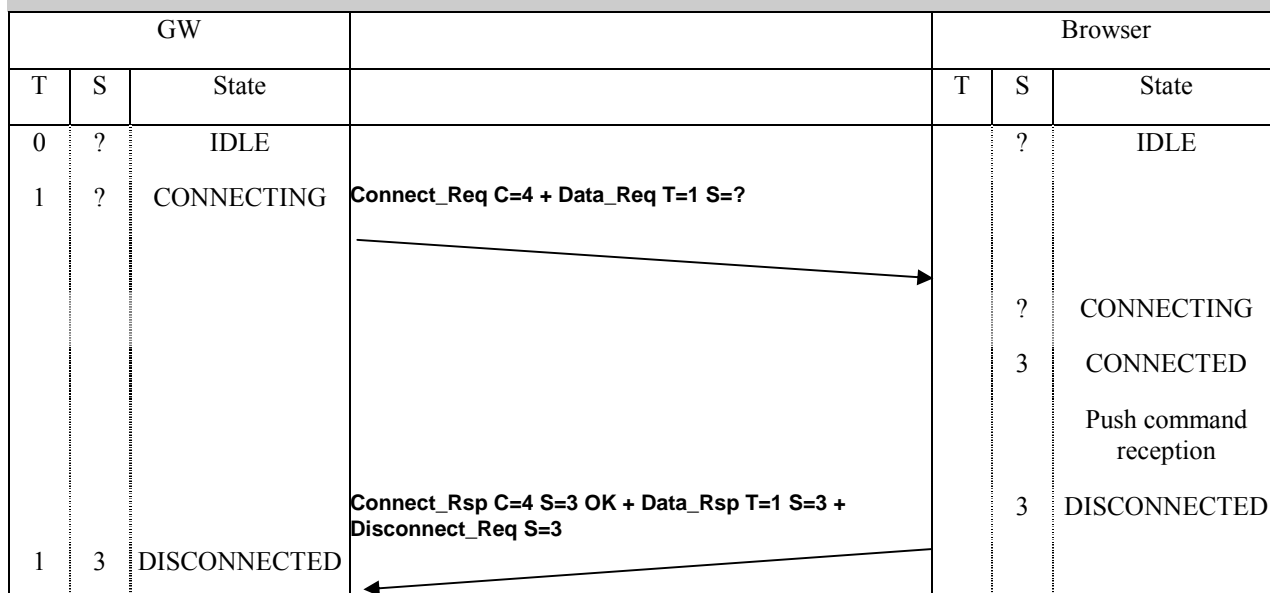 GW Browser
T S State T S State
0 ? IDLE ? IDLE
1 ? CONNECTING Connect_Req C=4 + Data_Req T=1 S=?
? CONNECTING
3 CONNECTED
Push command
reception
Connect_Rsp C=4 S=3 OK + Data_Rsp T=1 S=3 + 3 DISCONNECTED
Disconnect_Req S=3
1 3 DISCONNECTED